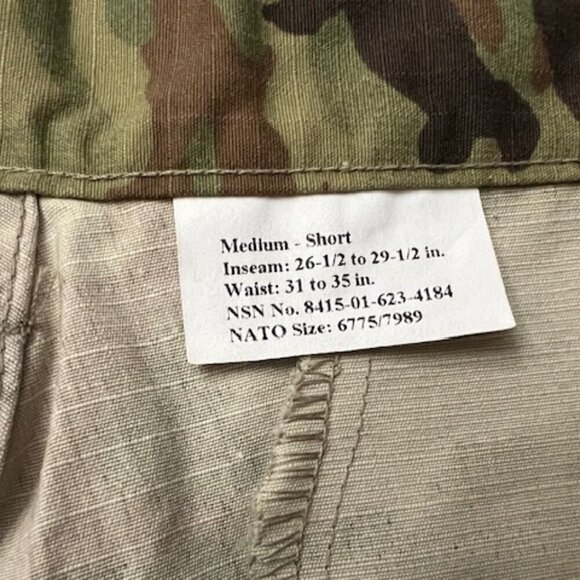 Medium - Short
Inseam: 26-1/2 to 29-1/2 in.
Waist: 31 to 35 in.
NSN No. 8415-01-623-4184
NATO Size: 6775/7989